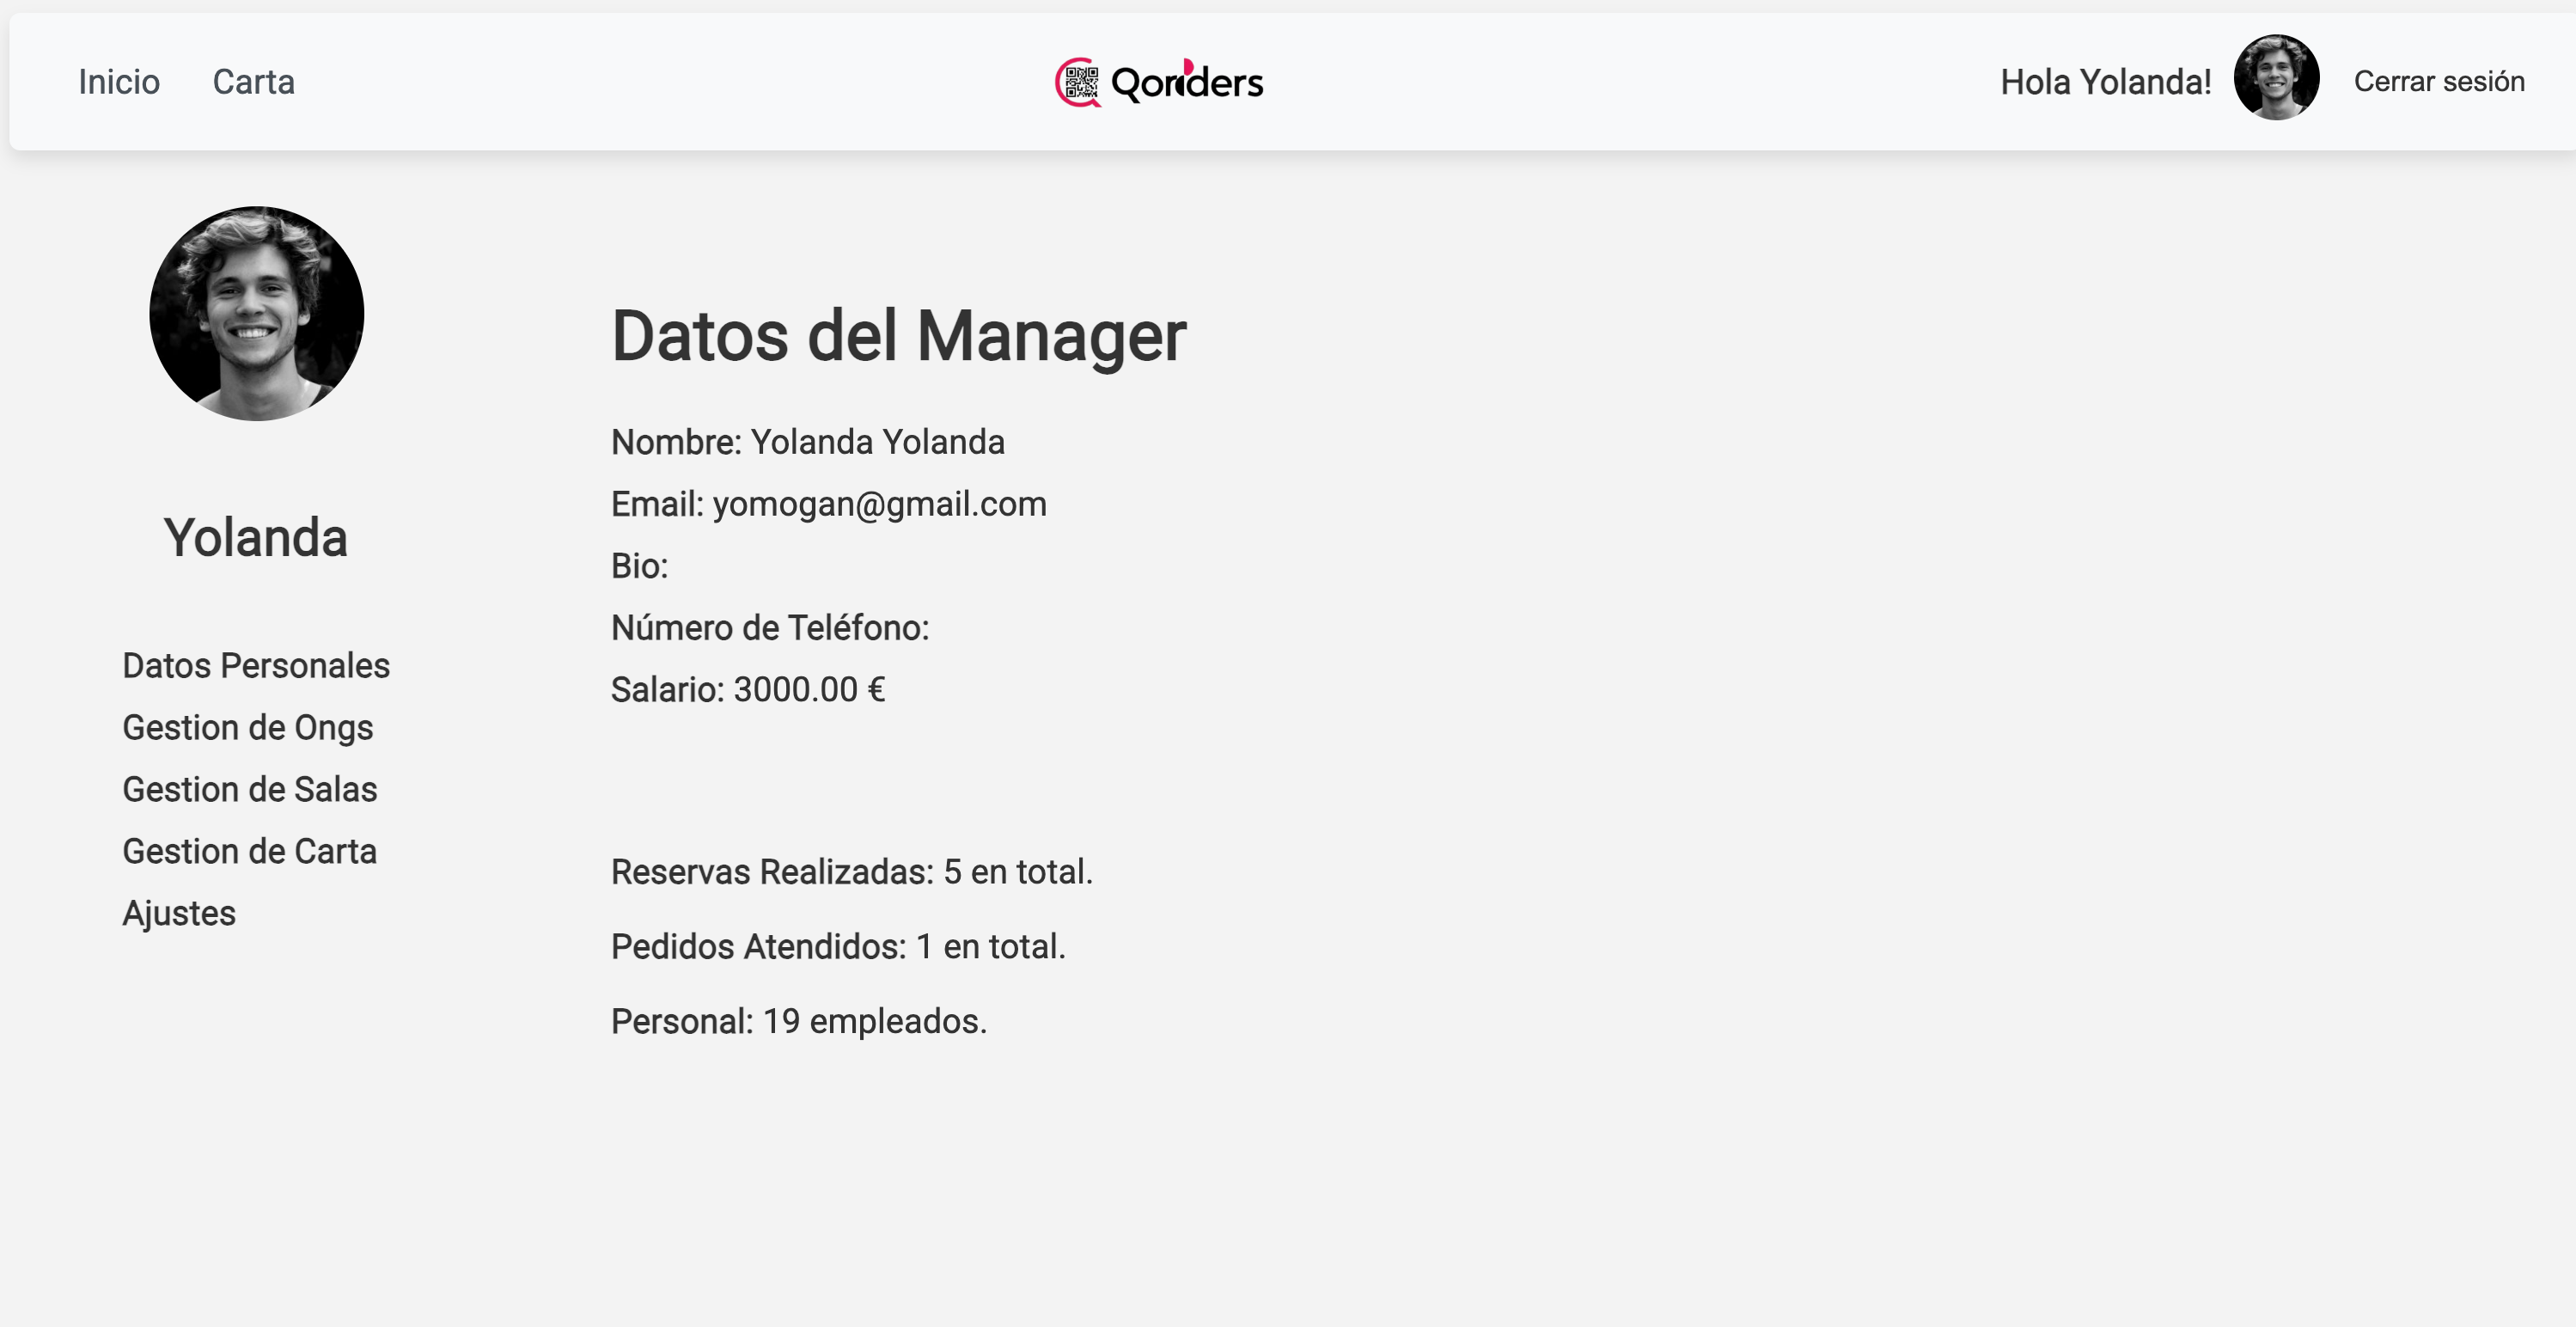 Inicio Carta Qorders Hola Yolanda! Cerrar sesión
Yolanda
Datos Personales
Gestion de Ongs
Gestion de Salas
Gestion de Carta
Ajustes
Datos del Manager
Nombre: Yolanda Yolanda
Email: yomogan@gmail.com
Bio:
Número de Teléfono:
Salario: 3000.00 €
Reservas Realizadas: 5 en total.
Pedidos Atendidos: 1 en total.
Personal: 19 empleados.